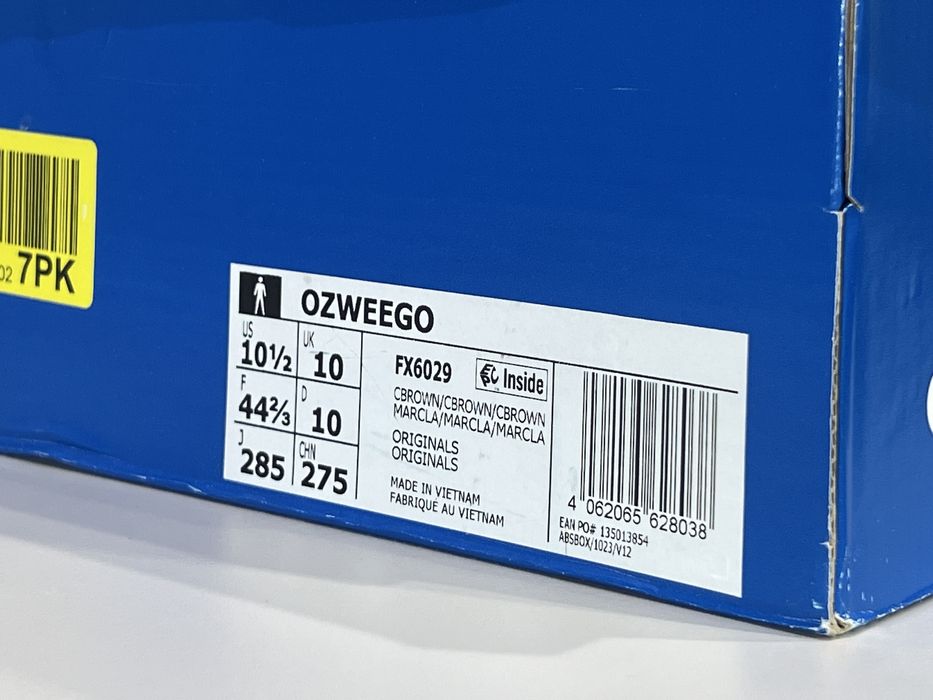 02 7PK
OZWEEGO
US 10½ UK 10
F 44⅔ D 10
J 285 CHN 275
FX6029 Inside
CBROWN/CBROWN/CBROWN
MARCLA/MARCLA/MARCLA
ORIGINALS
ORIGINALS
MADE IN VIETNAM
FABRIQUÉ AU VIETNAM
4 062065 628038
EAN PO# 135013854
ABSBOX/1023/V12